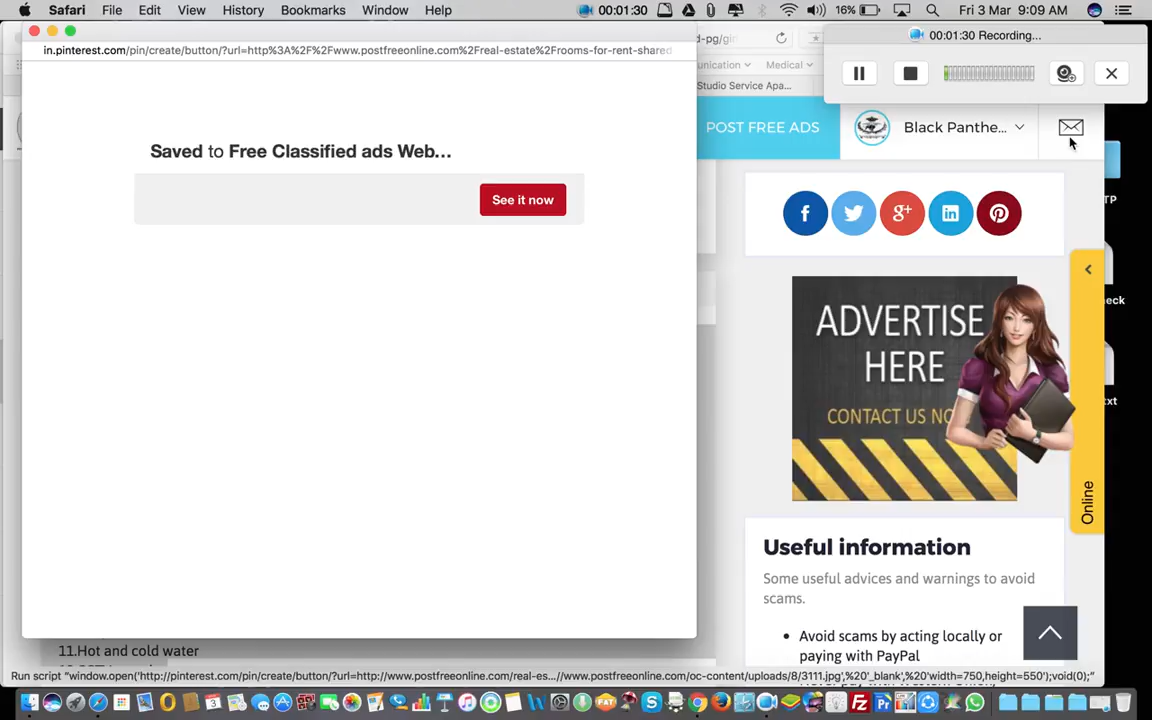 Safari File Edit View History Bookmarks Window Help 00:01:30 16% Fri 3 Mar 9:09 AM
00:01:30 Recording...
in.pinterest.com/pin/create/button/?url=http%3A%2F%2Fwww.postfreeonline.com%2Freal-estate%2Frooms-for-rent-shared
d-pg/gin
unication Medical
Studio Service Apa...
POST FREE ADS Black Panthe...
Saved to Free Classified ads Web...
See it now
TP
ADVERTISE
HERE
CONTACT US NO
eck
txt
Online
Useful information
Some useful advices and warnings to avoid
scams.
• Avoid scams by acting locally or
paying with PayPal
11.Hot and cold water
Run script "window.open('http://pinterest.com/pin/create/button/?url=http://www.postfreeonline.com/real-es...//www.postfreeonline.com/oc-content/uploads/8/3111.jpg',%20'_blank',%20'width=750,height=550');void(0);"